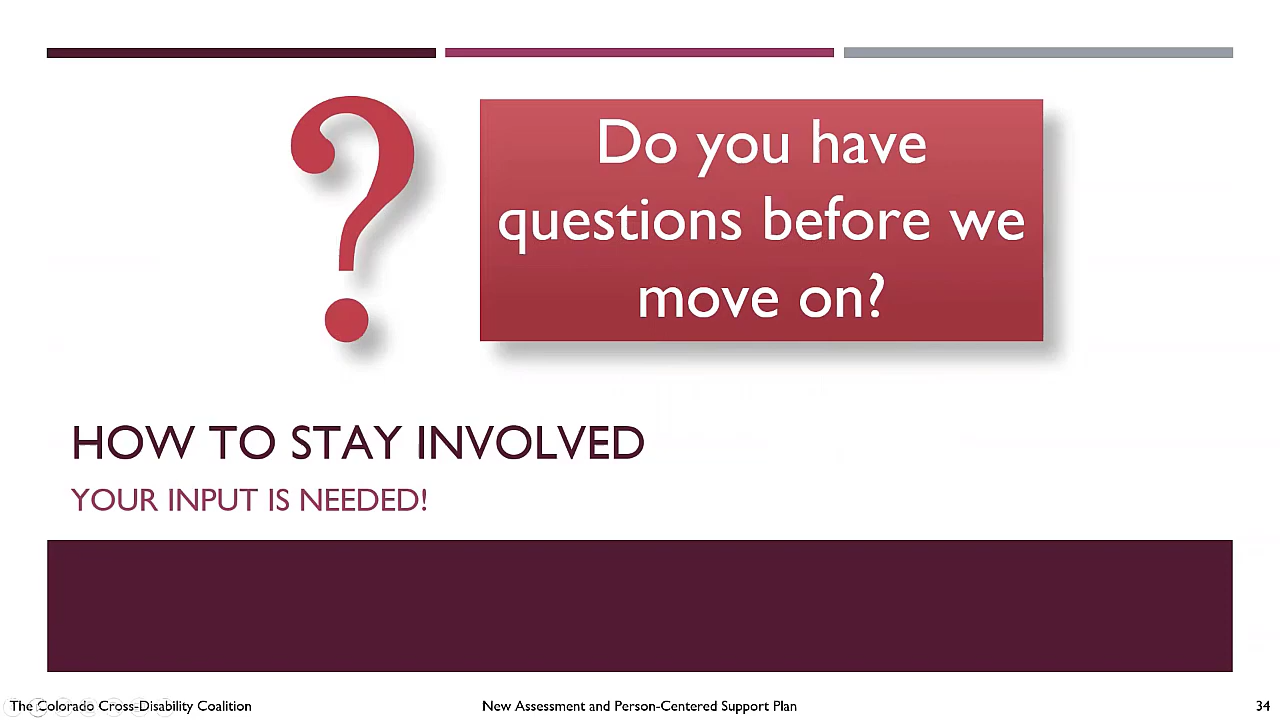 ?
Do you have
questions before we
move on?
HOW TO STAY INVOLVED
YOUR INPUT IS NEEDED!
The Colorado Cross-Disability Coalition
New Assessment and Person-Centered Support Plan
34